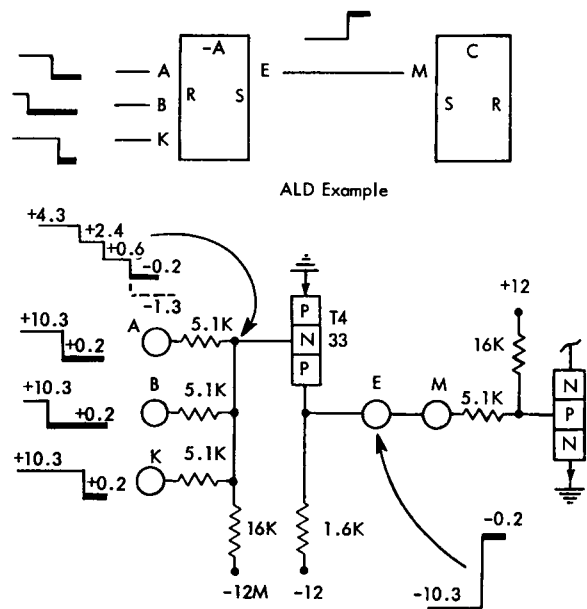 -A
C
A
E
M
R
S
B
S
R
K
ALD Example
+4.3
+2.4
+0.6
-0.2
-1.3
+12
P
N
P
T4
33
+10.3
+0.2
A
5.1K
16K
+10.3
+0.2
B
5.1K
E
M
5.1K
N
P
N
+10.3
+0.2
K
5.1K
16K
1.6K
-0.2
-12M
-12
-10.3